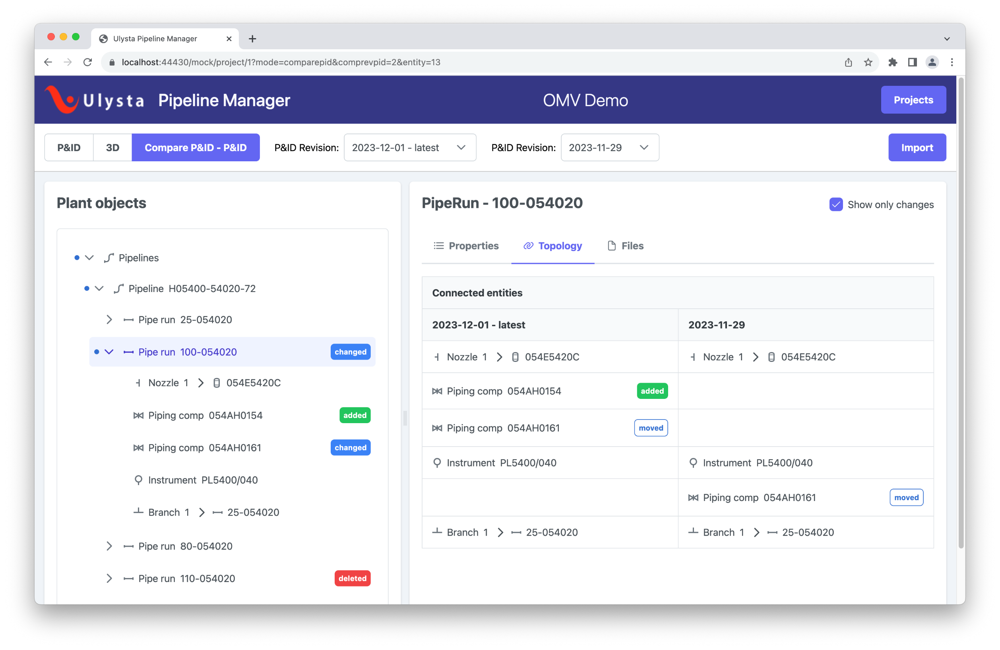 Ulysta Pipeline Manager
localhost:44430/mock/project/1?mode=comparepid&comprevpid=2&entity=13
Ulysta Pipeline Manager OMV Demo Projects
P&ID 3D Compare P&ID - P&ID P&ID Revision: 2023-12-01 - latest P&ID Revision: 2023-11-29 Import
Plant objects
Pipelines
Pipeline H05400-54020-72
Pipe run 25-054020
Pipe run 100-054020 changed
Nozzle 1 054E5420C
Piping comp 054AH0154 added
Piping comp 054AH0161 changed
Instrument PL5400/040
Branch 1 25-054020
Pipe run 80-054020
Pipe run 110-054020 deleted
PipeRun - 100-054020 Show only changes
Properties Topology Files
Connected entities
2023-12-01 - latest 2023-11-29
Nozzle 1 054E5420C Nozzle 1 054E5420C
Piping comp 054AH0154 added
Piping comp 054AH0161 moved
Instrument PL5400/040 Instrument PL5400/040
Piping comp 054AH0161 moved
Branch 1 25-054020 Branch 1 25-054020